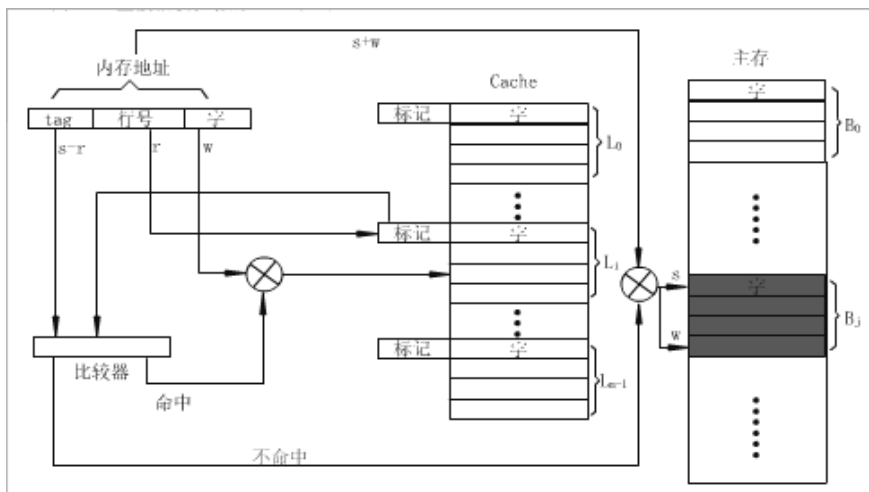 s+w
内存地址
Cache
主存
tag 行号 字
标记 字
字
L₀
B₀
s-r
r
w
标记 字
Lᵢ
s
字
w
Bⱼ
标记 字
Lₘ₋₁
比较器
命中
不命中